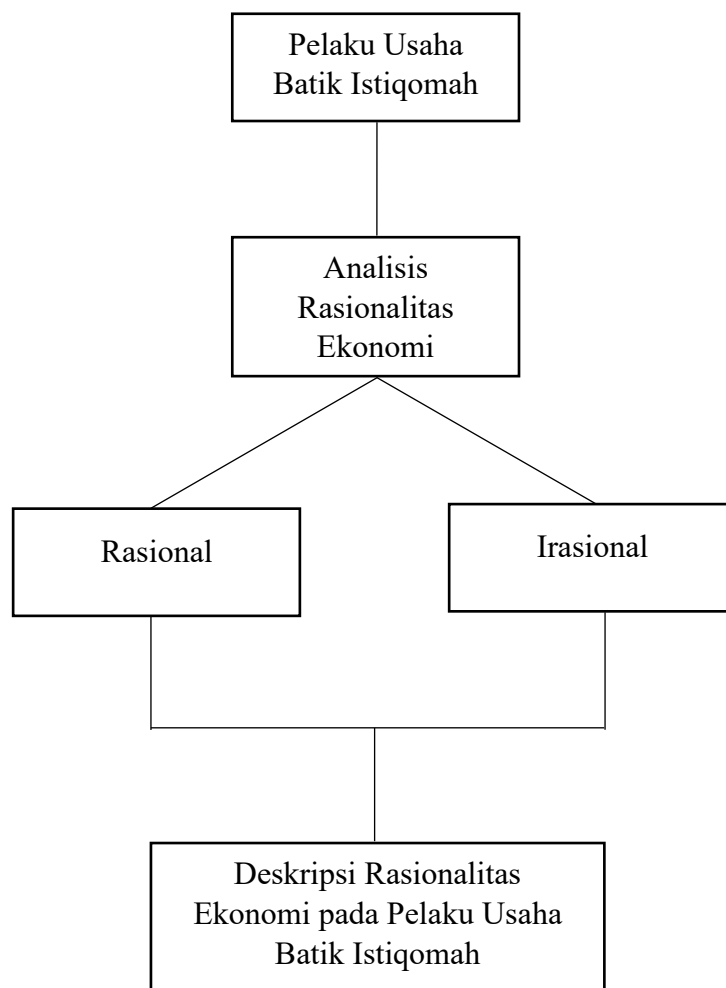 Pelaku Usaha
Batik Istiqomah
Analisis
Rasionalitas
Ekonomi
Rasional
Irasional
Deskripsi Rasionalitas
Ekonomi pada Pelaku Usaha
Batik Istiqomah